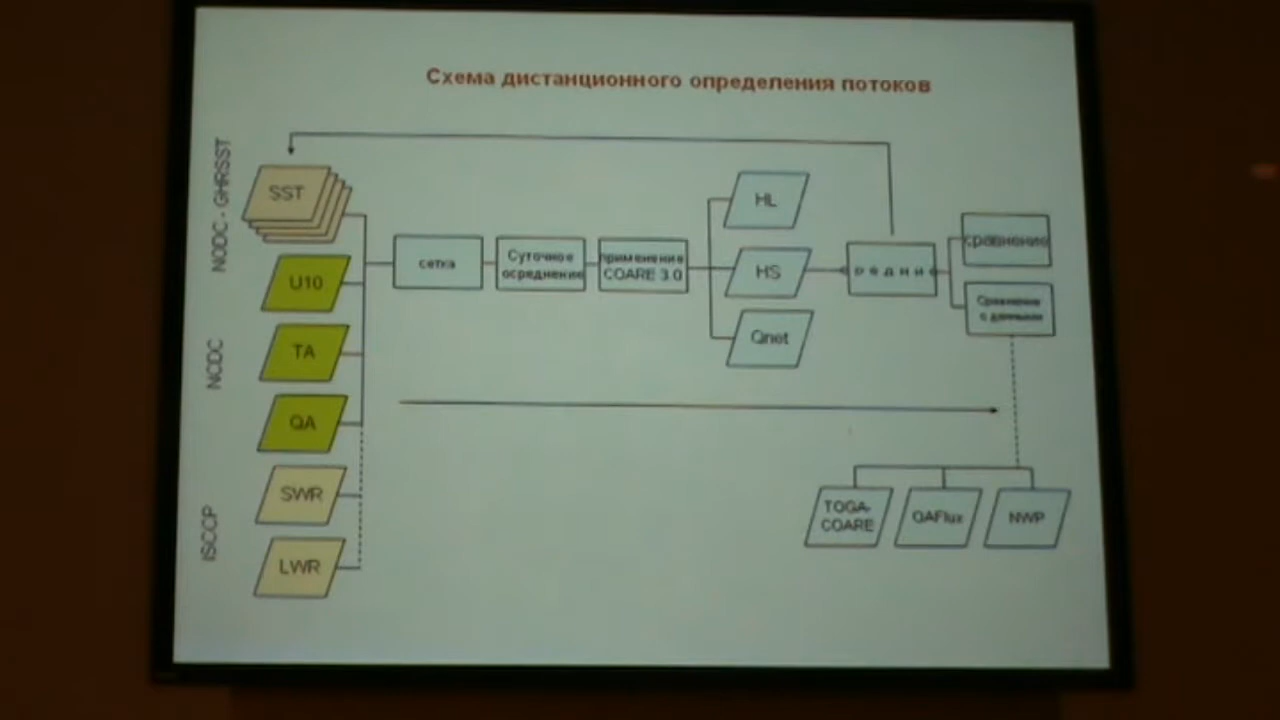 Схема дистанционного определения потоков
NODC - GHRSST
NCDC
ISCCP
SST
U10
TA
QA
SWR
LWR
сетка
Суточное
осреднение
применение
COARE 3.0
HL
HS
Qnet
сравнение
Сравнение
с данными
TOGA-
COARE
OAFlux
NWP